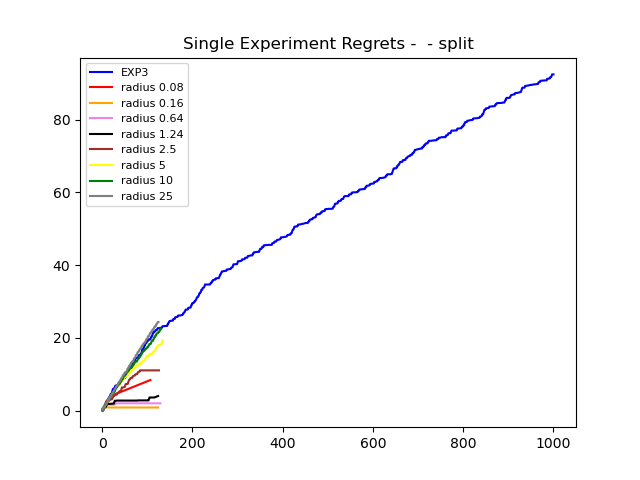 Single Experiment Regrets -  - split
EXP3
radius 0.08
radius 0.16
radius 0.64
radius 1.24
radius 2.5
radius 5
radius 10
radius 25
80
60
40
20
0
0 200 400 600 800 1000